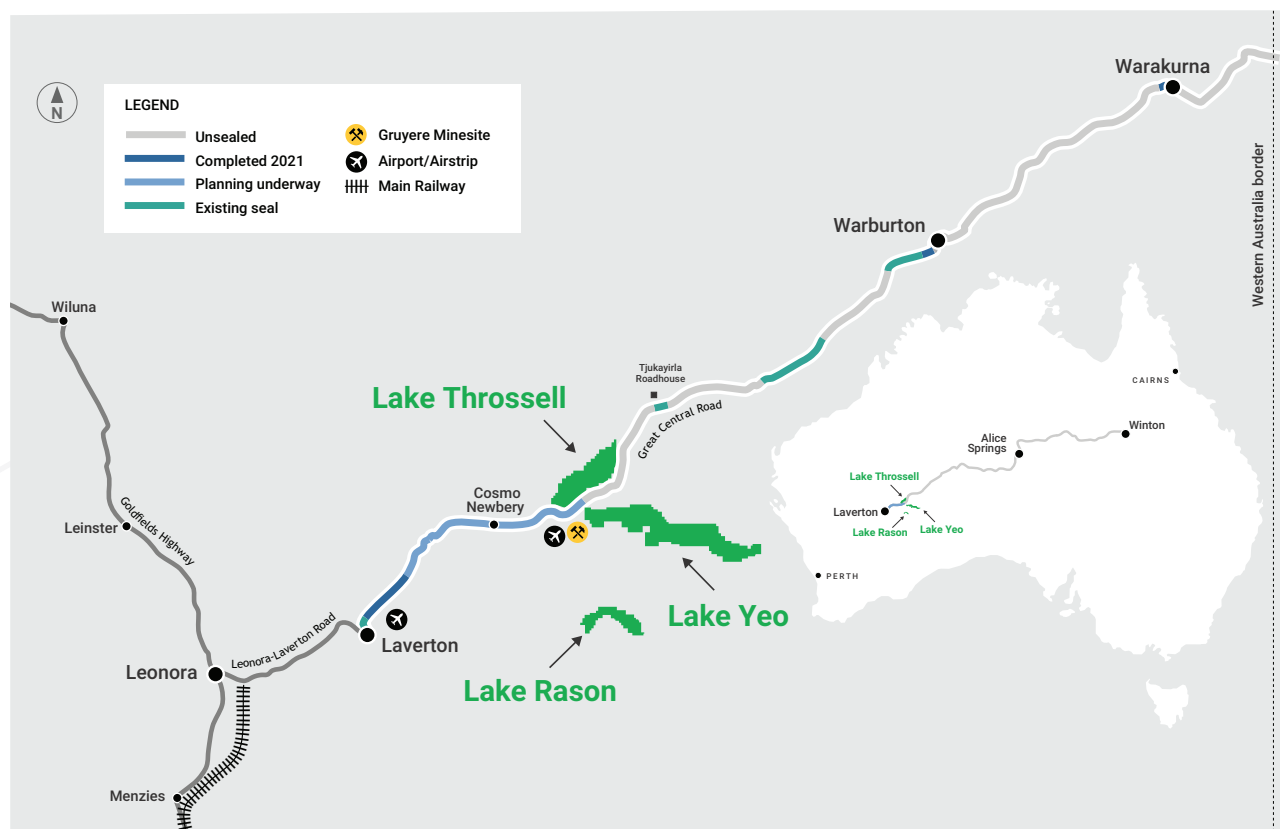 Warakurna
N
LEGEND
Unsealed
Completed 2021
Planning underway
Existing seal
Gruyere Minesite
Airport/Airstrip
Main Railway
Western Australia border
Warburton
Wiluna
Tjukayirla
Roadhouse
Lake Throssell
Great Central Road
CAIRNS
Winton
Alice
Springs
Lake Throssell
Laverton
Lake Rason
Lake Yeo
PERTH
Cosmo
Newbery
Goldfields Highway
Leinster
Lake Yeo
Leonora-Laverton Road
Laverton
Leonora
Lake Rason
Menzies